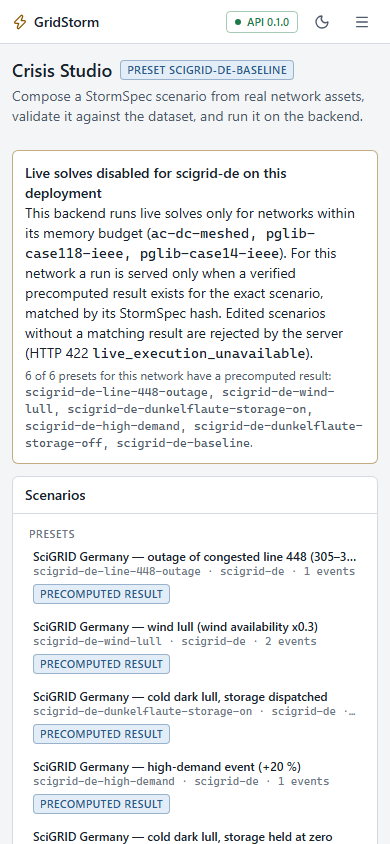 GridStorm
API 0.1.0
Crisis Studio
PRESET SCIGRID-DE-BASELINE
Compose a StormSpec scenario from real network assets,
validate it against the dataset, and run it on the backend.
Live solves disabled for scigrid-de on this
deployment
This backend runs live solves only for networks within
its memory budget (ac-dc-meshed, pglib-
case118-ieee, pglib-case14-ieee). For this
network a run is served only when a verified
precomputed result exists for the exact scenario,
matched by its StormSpec hash. Edited scenarios
without a matching result are rejected by the server
(HTTP 422 live_execution_unavailable).
6 of 6 presets for this network have a precomputed result:
scigrid-de-line-448-outage, scigrid-de-wind-
lull, scigrid-de-dunkelflaute-storage-on,
scigrid-de-high-demand, scigrid-de-dunkelflaute-
storage-off, scigrid-de-baseline.
Scenarios
PRESETS
SciGRID Germany — outage of congested line 448 (305–3...
scigrid-de-line-448-outage · scigrid-de · 1 events
PRECOMPUTED RESULT
SciGRID Germany — wind lull (wind availability x0.3)
scigrid-de-wind-lull · scigrid-de · 2 events
PRECOMPUTED RESULT
SciGRID Germany — cold dark lull, storage dispatched
scigrid-de-dunkelflaute-storage-on · scigrid-de ·…
PRECOMPUTED RESULT
SciGRID Germany — high-demand event (+20 %)
scigrid-de-high-demand · scigrid-de · 1 events
PRECOMPUTED RESULT
SciGRID Germany — cold dark lull, storage held at zero